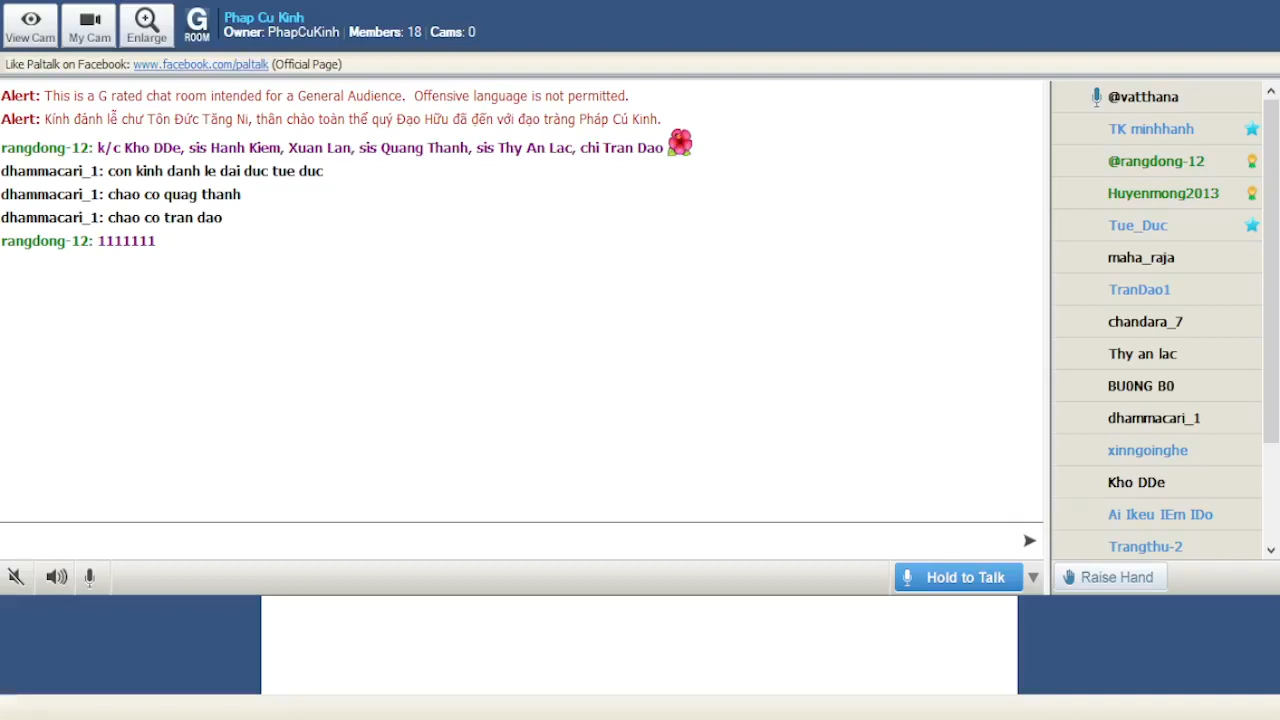 View Cam
My Cam
Enlarge
G
ROOM
Phap Cu Kinh
Owner: PhapCuKinh | Members: 18 | Cams: 0
Like Paltalk on Facebook: www.facebook.com/paltalk (Official Page)
Alert: This is a G rated chat room intended for a General Audience.  Offensive language is not permitted.
Alert: Kính đảnh lễ chư Tôn Đức Tăng Ni, thân chào toàn thể quý Đạo Hữu đã đến với đạo tràng Pháp Cú Kinh.
rangdong-12: k/c Kho DDe, sis Hanh Kiem, Xuan Lan, sis Quang Thanh, sis Thy An Lac, chi Tran Dao
dhammacari_1: con kinh danh le dai duc tue duc
dhammacari_1: chao co quag thanh
dhammacari_1: chao co tran dao
rangdong-12: 1111111
@vatthana
TK minhhanh
@rangdong-12
Huyenmong2013
Tue_Duc
maha_raja
TranDao1
chandara_7
Thy an lac
BU0NG B0
dhammacari_1
xinngoinghe
Kho DDe
Ai Ikeu IEm IDo
Trangthu-2
Hold to Talk
Raise Hand